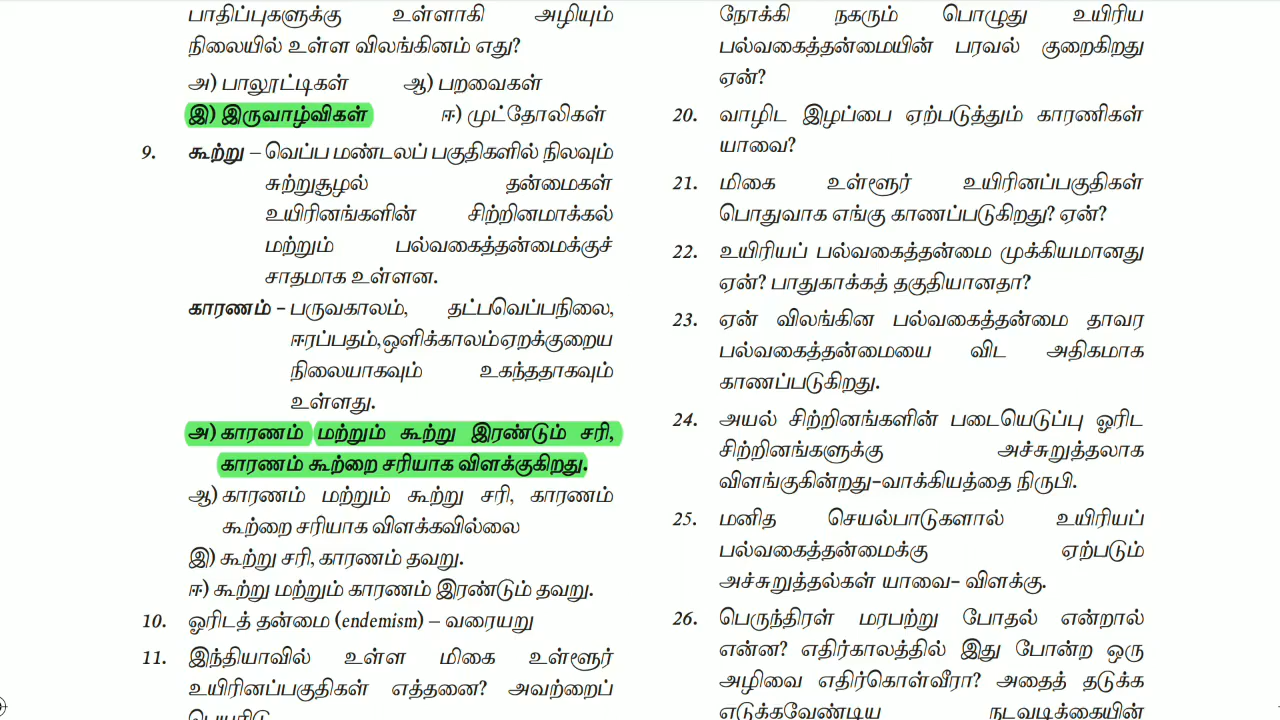 பாதிப்புகளுக்கு உள்ளாகி அழியும்
நிலையில் உள்ள விலங்கினம் எது?
அ) பாலூட்டிகள் ஆ) பறவைகள்
இ) இருவாழ்விகள் ஈ) முட்தோலிகள்
9. கூற்று – வெப்ப மண்டலப் பகுதிகளில் நிலவும்
சுற்றுசூழல் தன்மைகள்
உயிரினங்களின் சிற்றினமாக்கல்
மற்றும் பல்வகைத்தன்மைக்குச்
சாதமாக உள்ளன.
காரணம் – பருவகாலம், தட்பவெப்பநிலை,
ஈரப்பதம்,ஒளிக்காலம்ஏறக்குறைய
நிலையாகவும் உகந்ததாகவும்
உள்ளது.
அ) காரணம் மற்றும் கூற்று இரண்டும் சரி,
காரணம் கூற்றை சரியாக விளக்குகிறது.
ஆ) காரணம் மற்றும் கூற்று சரி, காரணம்
கூற்றை சரியாக விளக்கவில்லை
இ) கூற்று சரி, காரணம் தவறு.
ஈ) கூற்று மற்றும் காரணம் இரண்டும் தவறு.
10. ஓரிடத் தன்மை (endemism) – வரையறு
11. இந்தியாவில் உள்ள மிகை உள்ளூர்
உயிரினப்பகுதிகள் எத்தனை? அவற்றைப்
நோக்கி நகரும் பொழுது உயிரிய
பல்வகைத்தன்மையின் பரவல் குறைகிறது
ஏன்?
20. வாழிட இழப்பை ஏற்படுத்தும் காரணிகள்
யாவை?
21. மிகை உள்ளூர் உயிரினப்பகுதிகள்
பொதுவாக எங்கு காணப்படுகிறது? ஏன்?
22. உயிரியப் பல்வகைத்தன்மை முக்கியமானது
ஏன்? பாதுகாக்கத் தகுதியானதா?
23. ஏன் விலங்கின பல்வகைத்தன்மை தாவர
பல்வகைத்தன்மையை விட அதிகமாக
காணப்படுகிறது.
24. அயல் சிற்றினங்களின் படையெடுப்பு ஓரிட
சிற்றினங்களுக்கு அச்சுறுத்தலாக
விளங்குகின்றது–வாக்கியத்தை நிருபி.
25. மனித செயல்பாடுகளால் உயிரியப்
பல்வகைத்தன்மைக்கு ஏற்படும்
அச்சுறுத்தல்கள் யாவை– விளக்கு.
26 பெருந்திரள் மரபற்று போதல் என்றால்
என்ன? எதிர்காலத்தில் இது போன்ற ஒரு
அழிவை எதிர்கொள்வீரா? அதைத் தடுக்க
எடுக்கவேண்டிய நடவடிக்கையின்